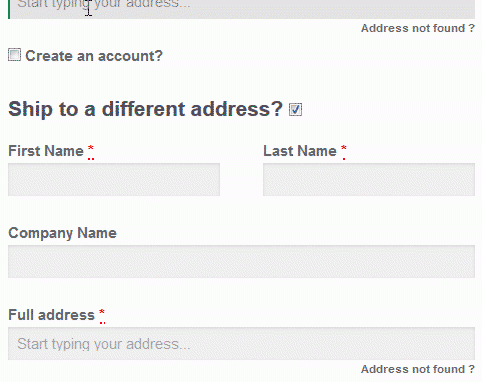 Start typing your address...
Address not found ?
Create an account?
Ship to a different address?
First Name * Last Name *
Company Name
Full address *
Start typing your address...
Address not found ?